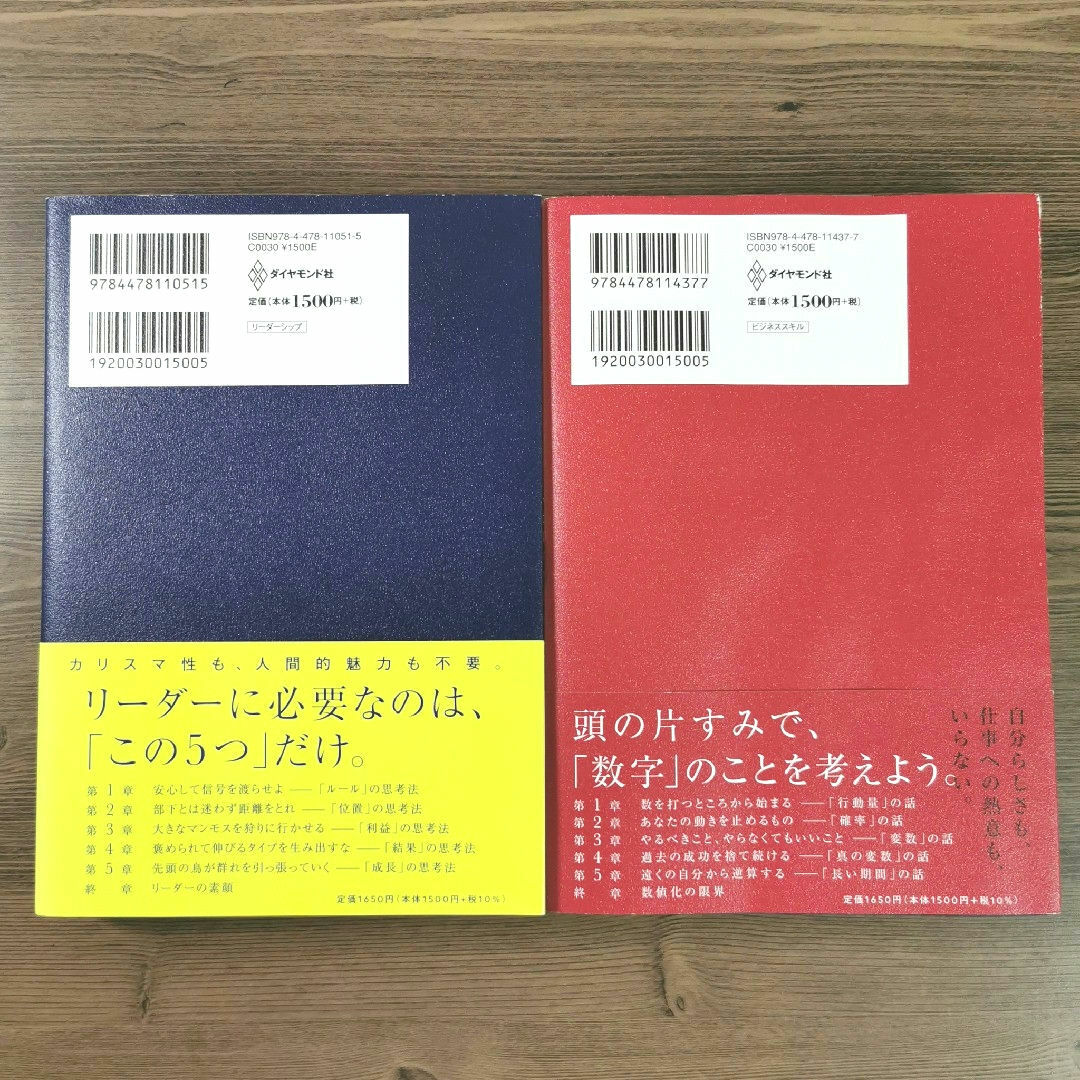 ISBN978-4-478-11051-5
C0030 ¥1500E
ダイヤモンド社
定価(本体1500円+税)
リーダーシップ
9784478110515
1920030015005
カリスマ性も、人間的魅力も不要。
リーダーに必要なのは、
「この5つ」だけ。
第1章 安心して信号を渡らせよ——「ルール」の思考法
第2章 部下とは迷わず距離をとれ——「位置」の思考法
第3章 大きなマンモスを狩りに行かせる——「利益」の思考法
第4章 褒められて伸びるタイプを生み出すな——「結果」の思考法
第5章 先頭の鳥が群れを引っ張っていく——「成長」の思考法
終章 リーダーの素顔
定価1650円(本体1500円+税10%)
ISBN978-4-478-11437-7
C0030 ¥1500E
ダイヤモンド社
定価(本体1500円+税)
ビジネススキル
9784478114377
1920030015005
自分らしさも、
仕事への熱意も、
いらない
頭の片すみで、
「数字」のことを考えよう。
第1章 数を打つところから始まる——「行動量」の話
第2章 あなたの動きを止めるもの——「確率」の話
第3章 やるべきこと、やらなくてもいいこと——「変数」の話
第4章 過去の成功を捨て続ける——「真の変数」の話
第5章 遠くの自分から逆算する——「長い期間」の話
終章 数値化の限界
定価1650円(本体1500円+税10%)